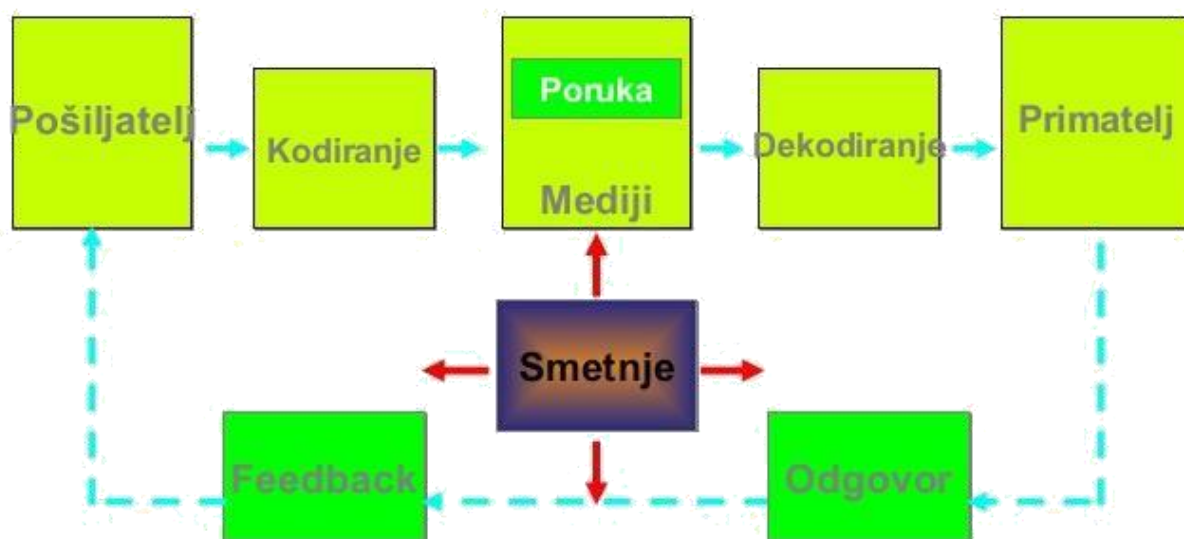 Pošiljatelj
Kodiranje
Poruka
Mediji
Dekodiranje
Primatelj
Smetnje
Feedback
Odgovor